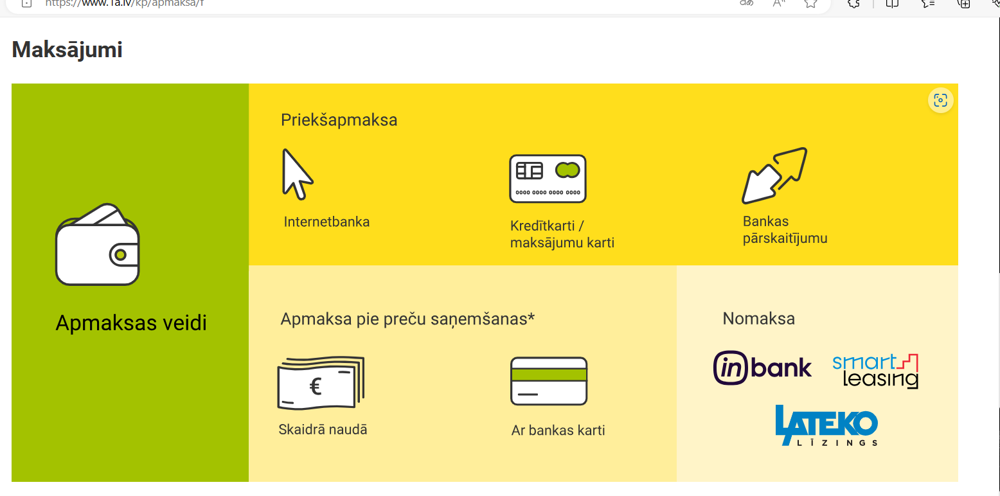 https://www.1a.lv/kp/apmaksa/f
Maksājumi
Apmaksas veidi
Priekšapmaksa
Internetbanka
Kredītkarti /
maksājumu karti
Bankas
pārskaitījumu
Apmaksa pie preču saņemšanas*
€
Skaidrā naudā
Ar bankas karti
Nomaksa
inbank
smart
leasing
LATEKO
LĪZINGS